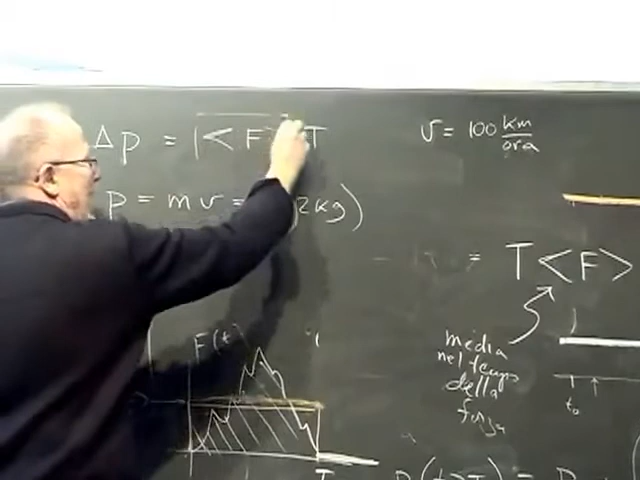 Δp = |<F> T
v = 100 km/ora
p = mv = 2 kg)
= T <F>
F(t)
media
nel tempo
della
forza
t₀
T